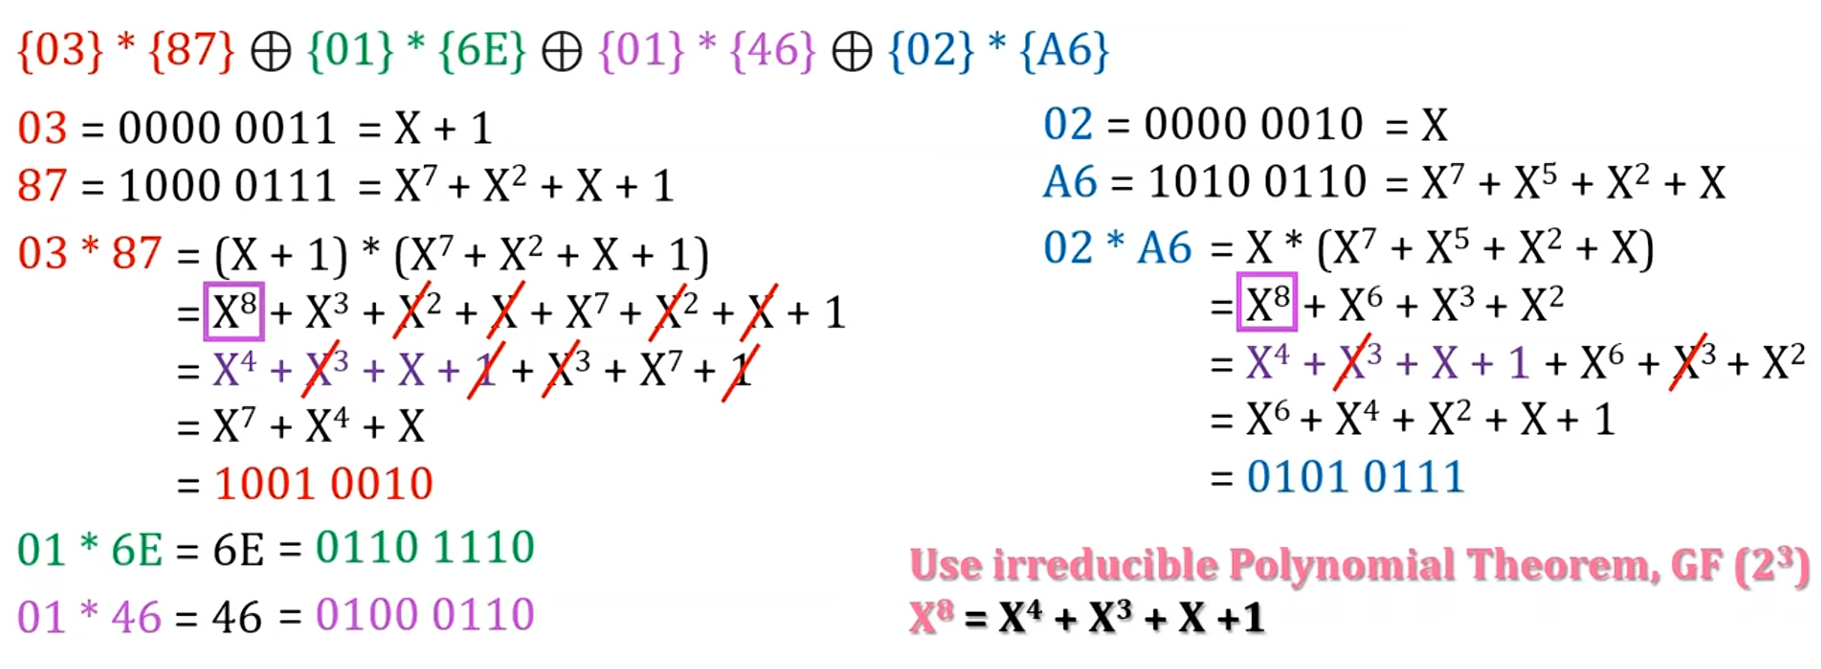 {03} * {87} ⊕ {01} * {6E} ⊕ {01} * {46} ⊕ {02} * {A6}
03 = 0000 0011 = X + 1
87 = 1000 0111 = X⁷ + X² + X + 1
03 * 87 = (X + 1) * (X⁷ + X² + X + 1)
= X⁸ + X³ + X² + X + X⁷ + X² + X + 1
= X⁴ + X³ + X + 1 + X³ + X⁷ + 1
= X⁷ + X⁴ + X
= 1001 0010
01 * 6E = 6E = 0110 1110
01 * 46 = 46 = 0100 0110
02 = 0000 0010 = X
A6 = 1010 0110 = X⁷ + X⁵ + X² + X
02 * A6 = X * (X⁷ + X⁵ + X² + X)
= X⁸ + X⁶ + X³ + X²
= X⁴ + X³ + X + 1 + X⁶ + X³ + X²
= X⁶ + X⁴ + X² + X + 1
= 0101 0111
Use irreducible Polynomial Theorem, GF (2³)
X⁸ = X⁴ + X³ + X +1